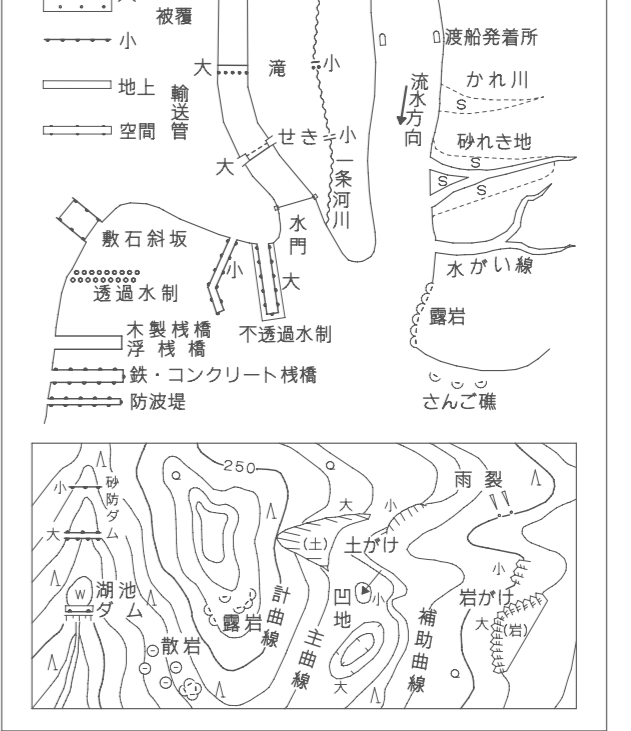 大
被覆
小
地上
輸送管
空間
大
滝
小
渡船発着所
流水方向
かれ川
S
せき
小
大
砂れき地
S
S
S
一条河川
水門
敷石斜坂
小
大
水がい線
透過水制
露岩
木製桟橋
浮桟橋
不透過水制
鉄・コンクリート桟橋
さんご礁
防波堤
250
小
砂防ダム
大
大
小
雨裂
(土)
土がけ
小
W
湖池
ダム
露岩
計曲線
凹地
小
岩がけ
大
(岩)
散岩
主曲線
大
補助曲線